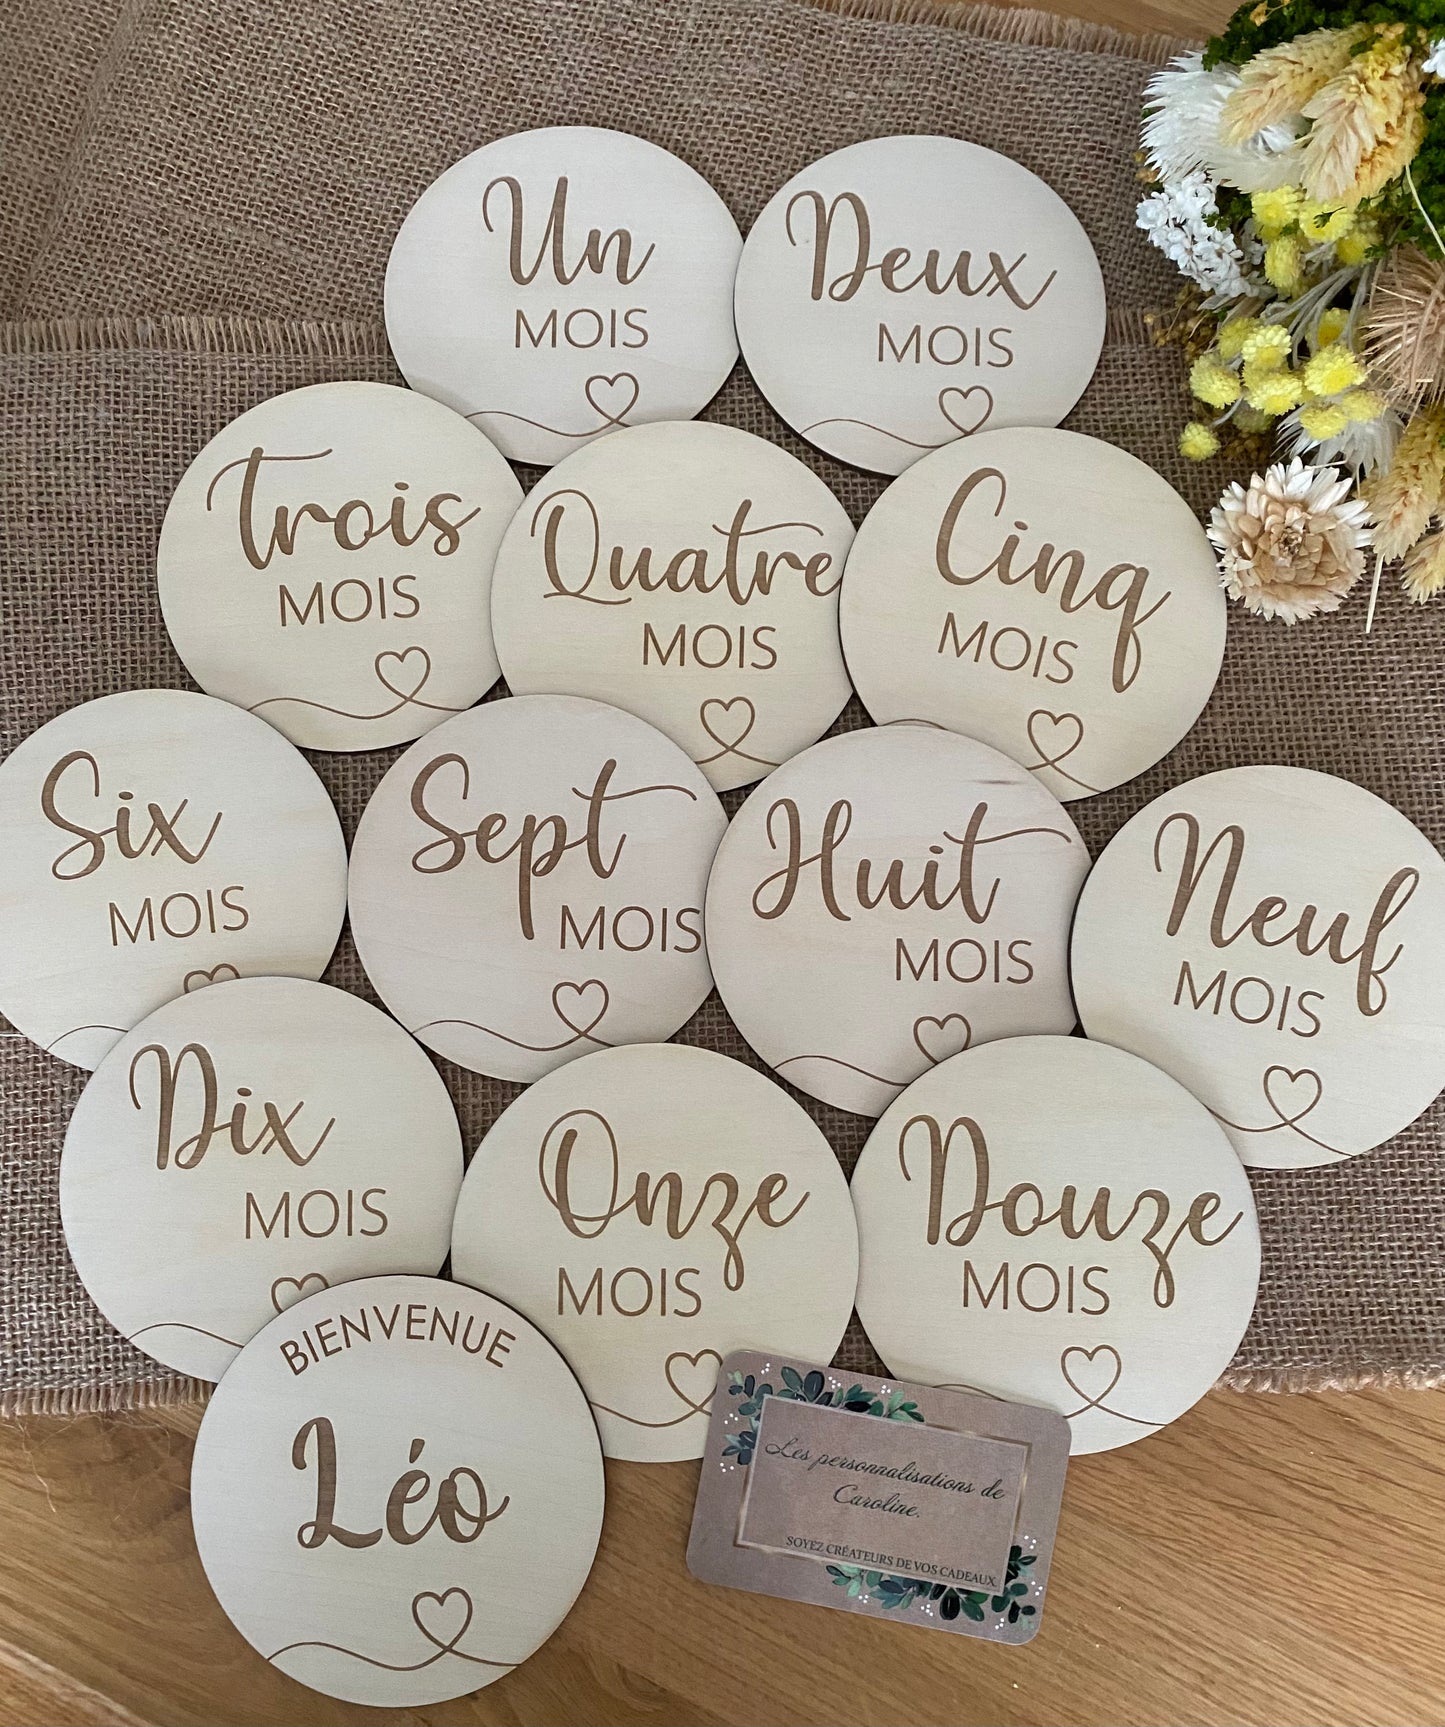 Un
MOIS
Deux
MOIS
Trois
MOIS
Quatre
MOIS
Cinq
MOIS
Six
MOIS
Sept
MOIS
Huit
MOIS
Neuf
MOIS
Dix
MOIS
Onze
MOIS
Douze
MOIS
BIENVENUE
Léo
Les personnalisations de
Caroline.
SOYEZ CRÉATEURS DE VOS CADEAUX